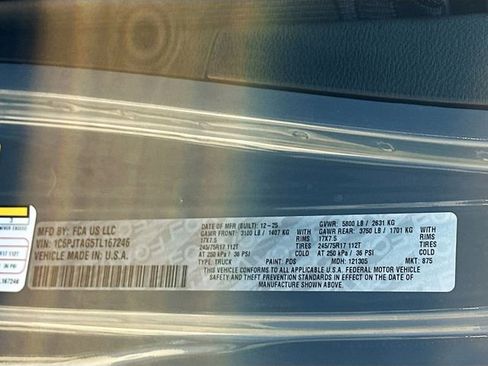 MFD BY: FCA US LLC
VIN: 1C6PJTAG5TL167246
VEHICLE MADE IN: U.S.A.
DATE OF MFR (BUILT): 12-25
GVWR: 5800 LB / 2631 KG
GAWR FRONT: 3100 LB / 1407 KG WITH
GAWR REAR: 3750 LB / 1701 KG WITH
17X7.5 RIMS
17X7.5 RIMS
245/75R17 112T TIRES
245/75R17 112T TIRES
AT 250 kPa / 36 PSI COLD
AT 250 kPa / 36 PSI COLD
THIS VEHICLE CONFORMS TO ALL APPLICABLE U.S.A. FEDERAL MOTOR VEHICLE
SAFETY AND THEFT PREVENTION STANDARDS IN EFFECT ON THE DATE OF
MANUFACTURE SHOWN ABOVE.
TYPE: TRUCK PAINT: PDS MDH: 121305 MKT: 875
L167246